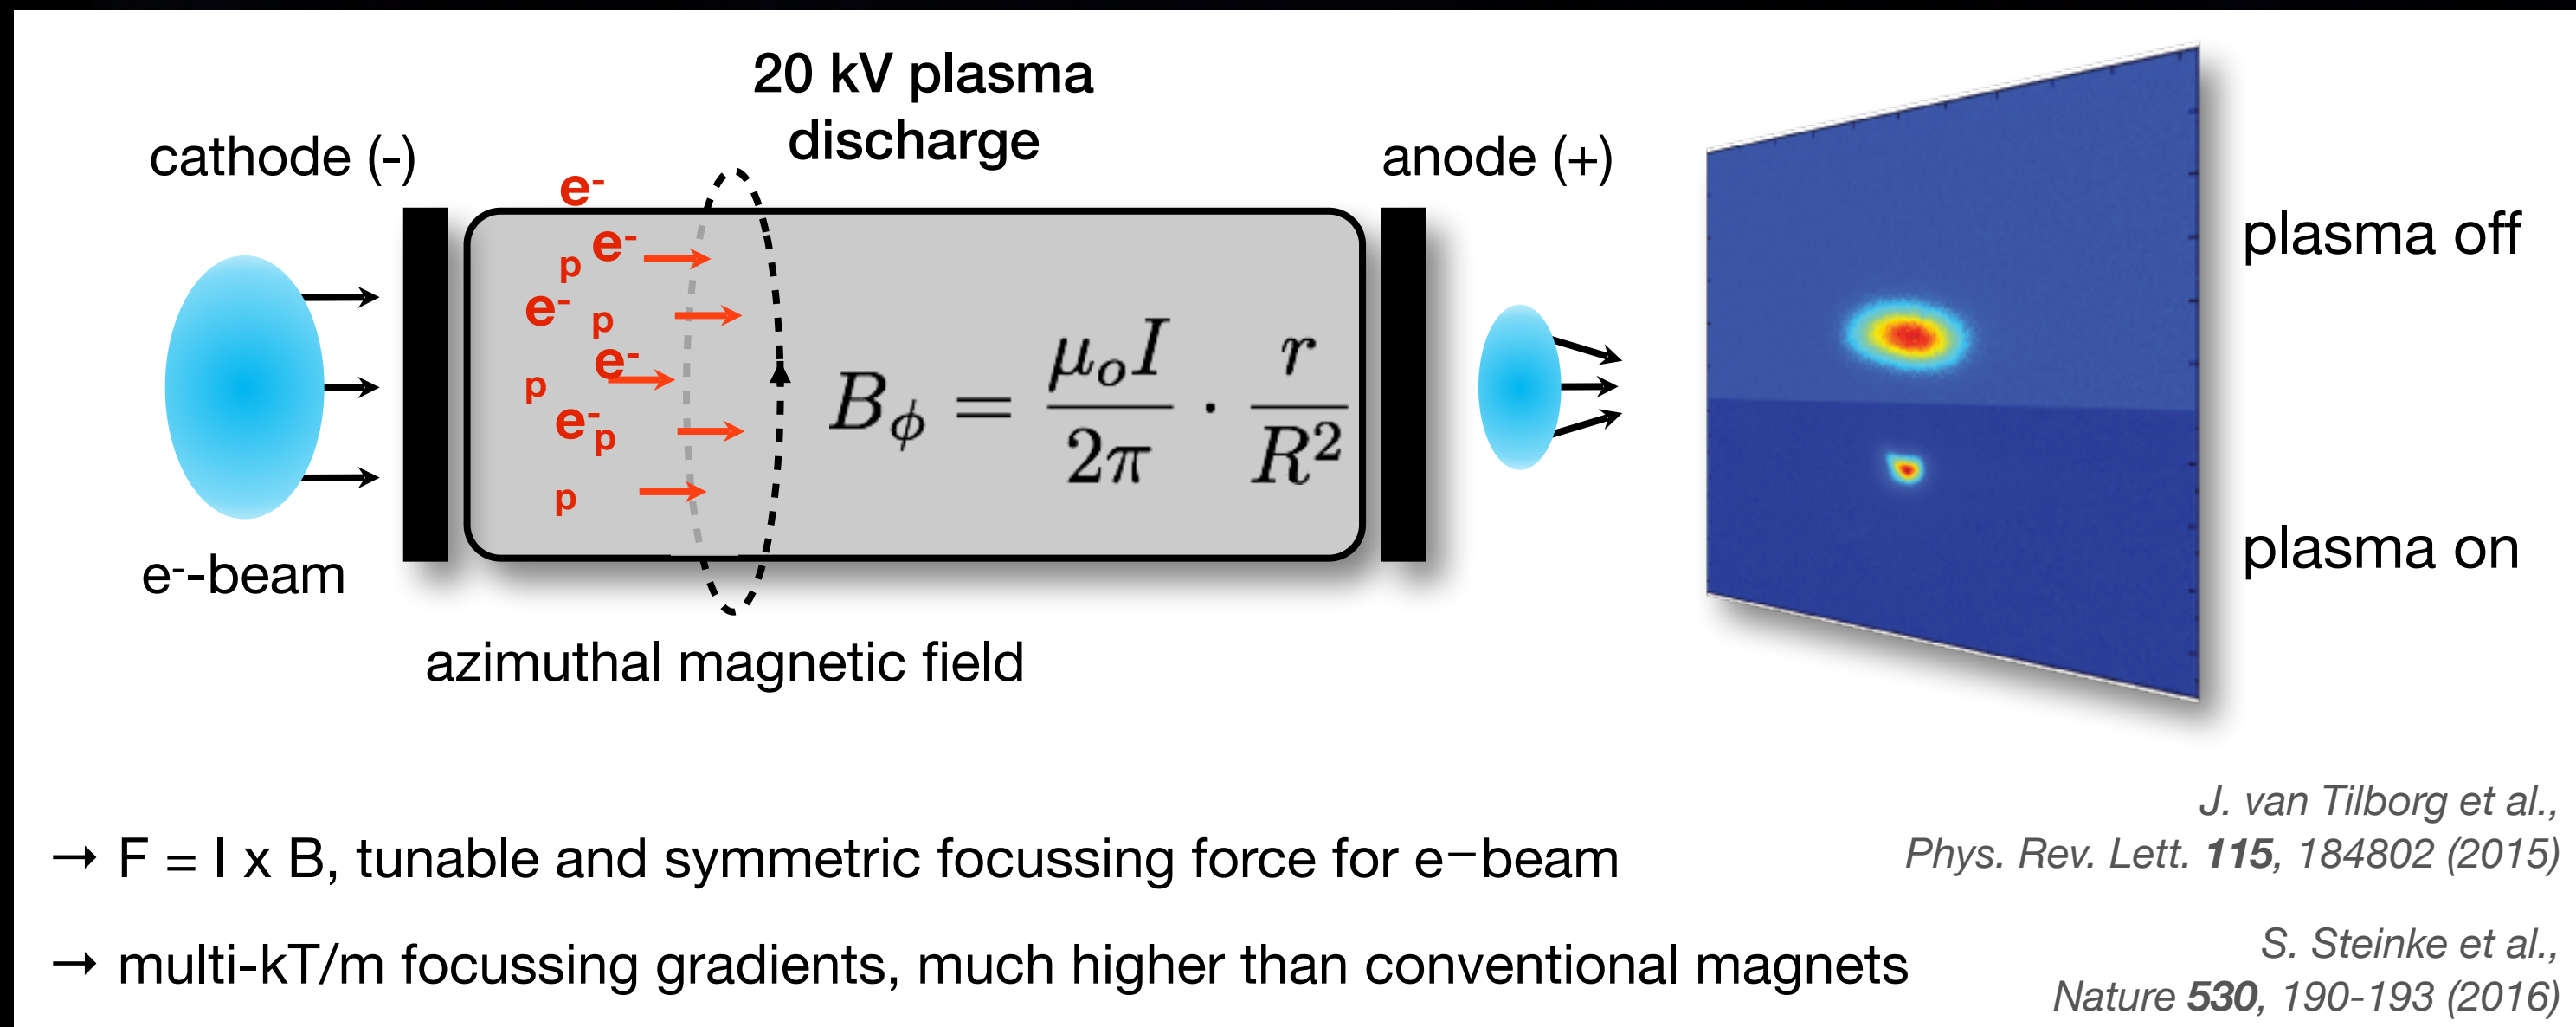 20 kV plasma
discharge
cathode (-)
anode (+)
e-
e-
p
e-
p
e-
p
e-
p
p
B_ϕ = μ_o I / 2π · r / R²
plasma off
plasma on
e--beam
azimuthal magnetic field
→ F = I x B, tunable and symmetric focussing force for e−beam
→ multi-kT/m focussing gradients, much higher than conventional magnets
J. van Tilborg et al.,
Phys. Rev. Lett. 115, 184802 (2015)
S. Steinke et al.,
Nature 530, 190-193 (2016)